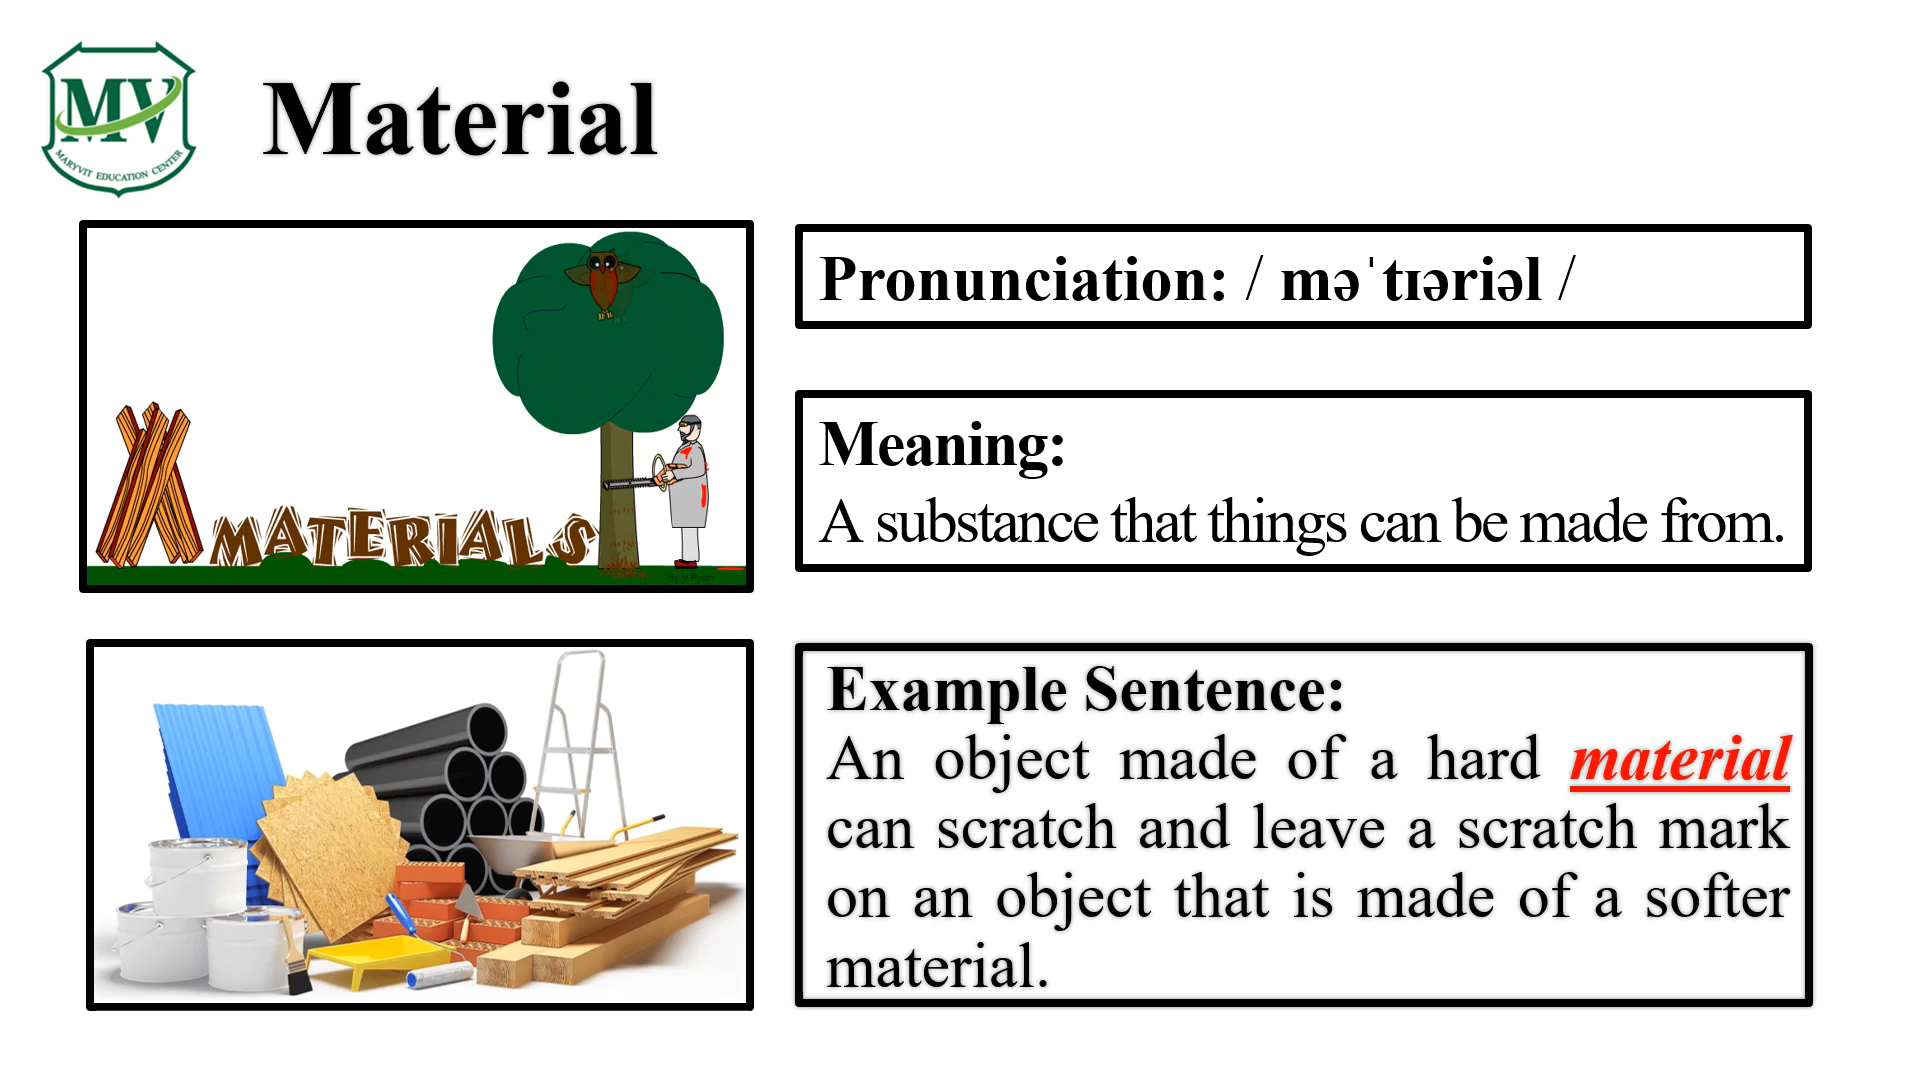 MV
MARYVIT EDUCATION CENTER
Material
MATERIALS
By.V.Ryan
Pronunciation: / məˈtɪəriəl /
Meaning:
A substance that things can be made from.
Example Sentence:
An object made of a hard material
can scratch and leave a scratch mark
on an object that is made of a softer
material.